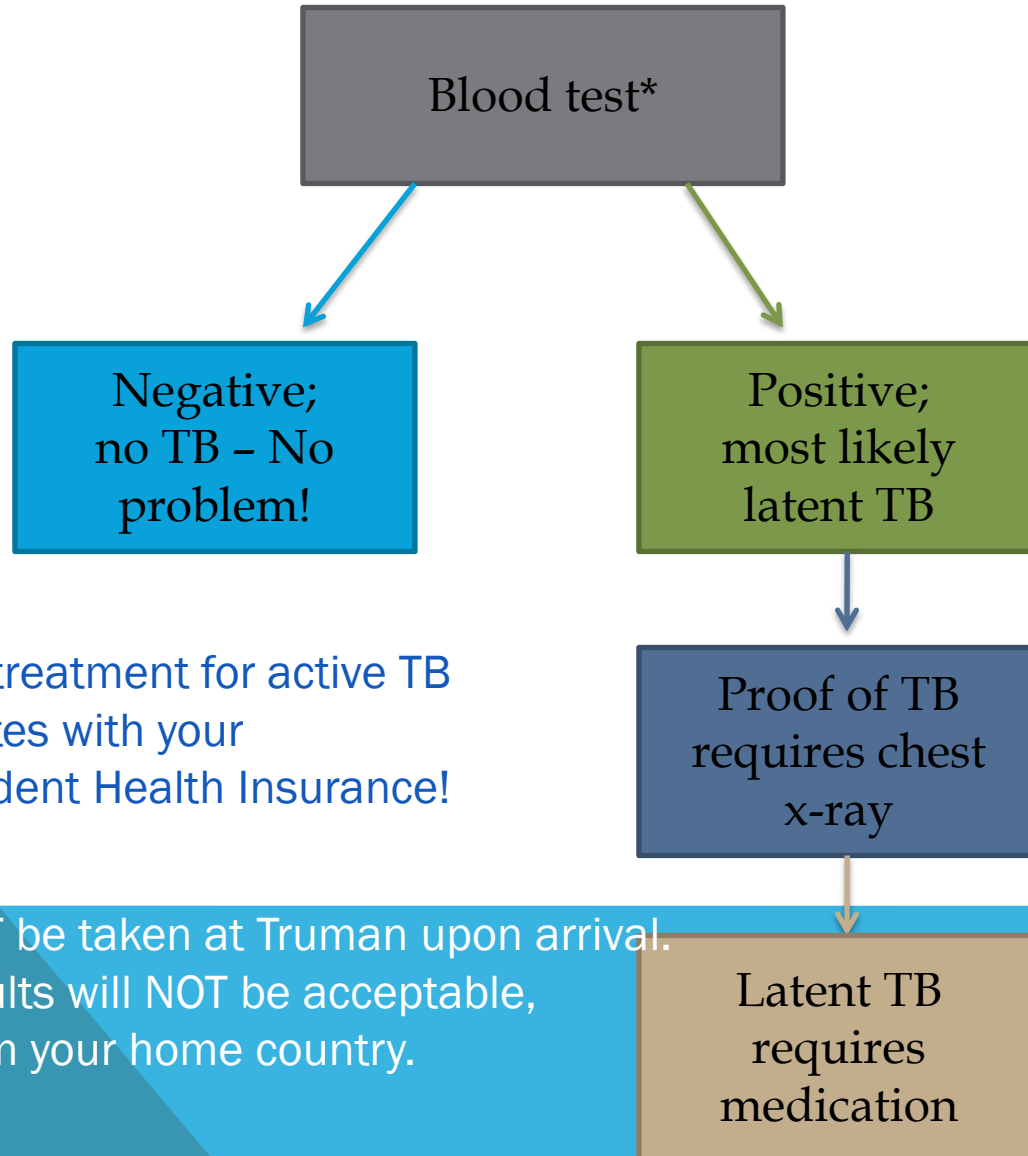 Blood test*
Negative;
no TB – No
problem!
Positive;
most likely
latent TB
treatment for active TB
tes with your
dent Health Insurance!
Proof of TB
requires chest
x-ray
be taken at Truman upon arrival.
ults will NOT be acceptable,
your home country.
Latent TB
requires
medication